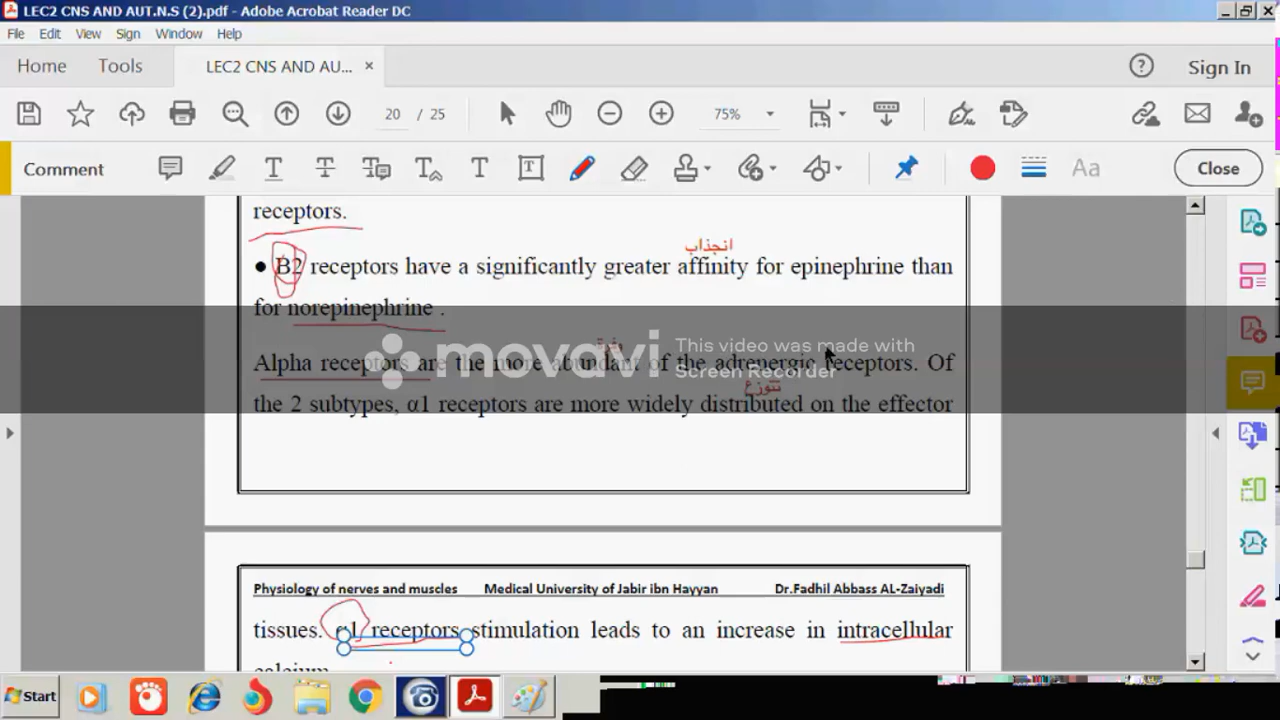 LEC2 CNS AND AUT.N.S (2).pdf - Adobe Acrobat Reader DC
File Edit View Sign Window Help
Home Tools LEC2 CNS AND AU... × Sign In
20 / 25 75%
Comment Close
receptors.
انجذاب
● B2 receptors have a significantly greater affinity for epinephrine than
for norepinephrine .
movavi This video was made with
Screen Recorder
Alpha receptors are the more abundant of the adrenergic receptors. Of
تتوزع
the 2 subtypes, α1 receptors are more widely distributed on the effector
Physiology of nerves and muscles Medical University of Jabir ibn Hayyan Dr.Fadhil Abbass AL-Zaiyadi
tissues. α1 receptors stimulation leads to an increase in intracellular
calcium
Start